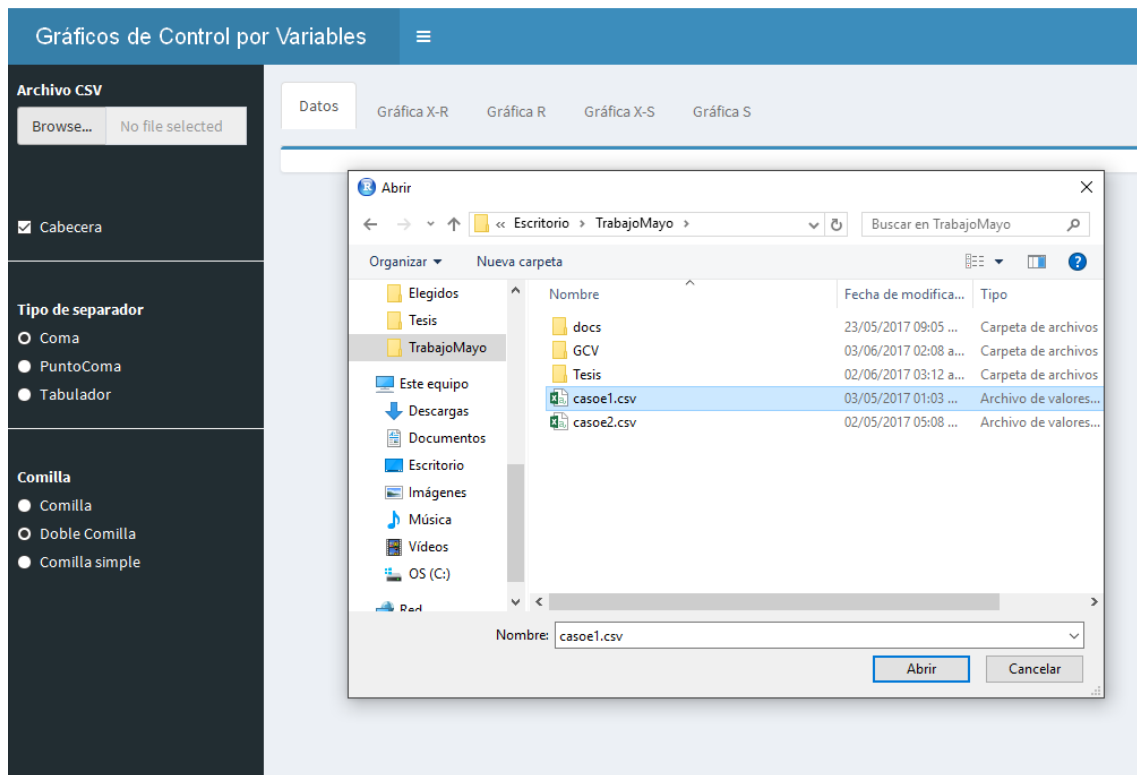 Gráficos de Control por Variables
Archivo CSV
Browse... No file selected
Cabecera
Tipo de separador
Coma
PuntoComa
Tabulador
Comilla
Comilla
Doble Comilla
Comilla simple
Datos Gráfica X-R Gráfica R Gráfica X-S Gráfica S
Abrir
« Escritorio > TrabajoMayo > Buscar en TrabajoMayo
Organizar Nueva carpeta
Elegidos
Tesis
TrabajoMayo
Este equipo
Descargas
Documentos
Escritorio
Imágenes
Música
Vídeos
OS (C:)
Red
Nombre Fecha de modifica... Tipo
docs 23/05/2017 09:05 ... Carpeta de archivos
GCV 03/06/2017 02:08 a... Carpeta de archivos
Tesis 02/06/2017 03:12 a... Carpeta de archivos
casoe1.csv 03/05/2017 01:03 ... Archivo de valores...
casoe2.csv 02/05/2017 05:08 ... Archivo de valores...
Nombre: casoe1.csv
Abrir Cancelar